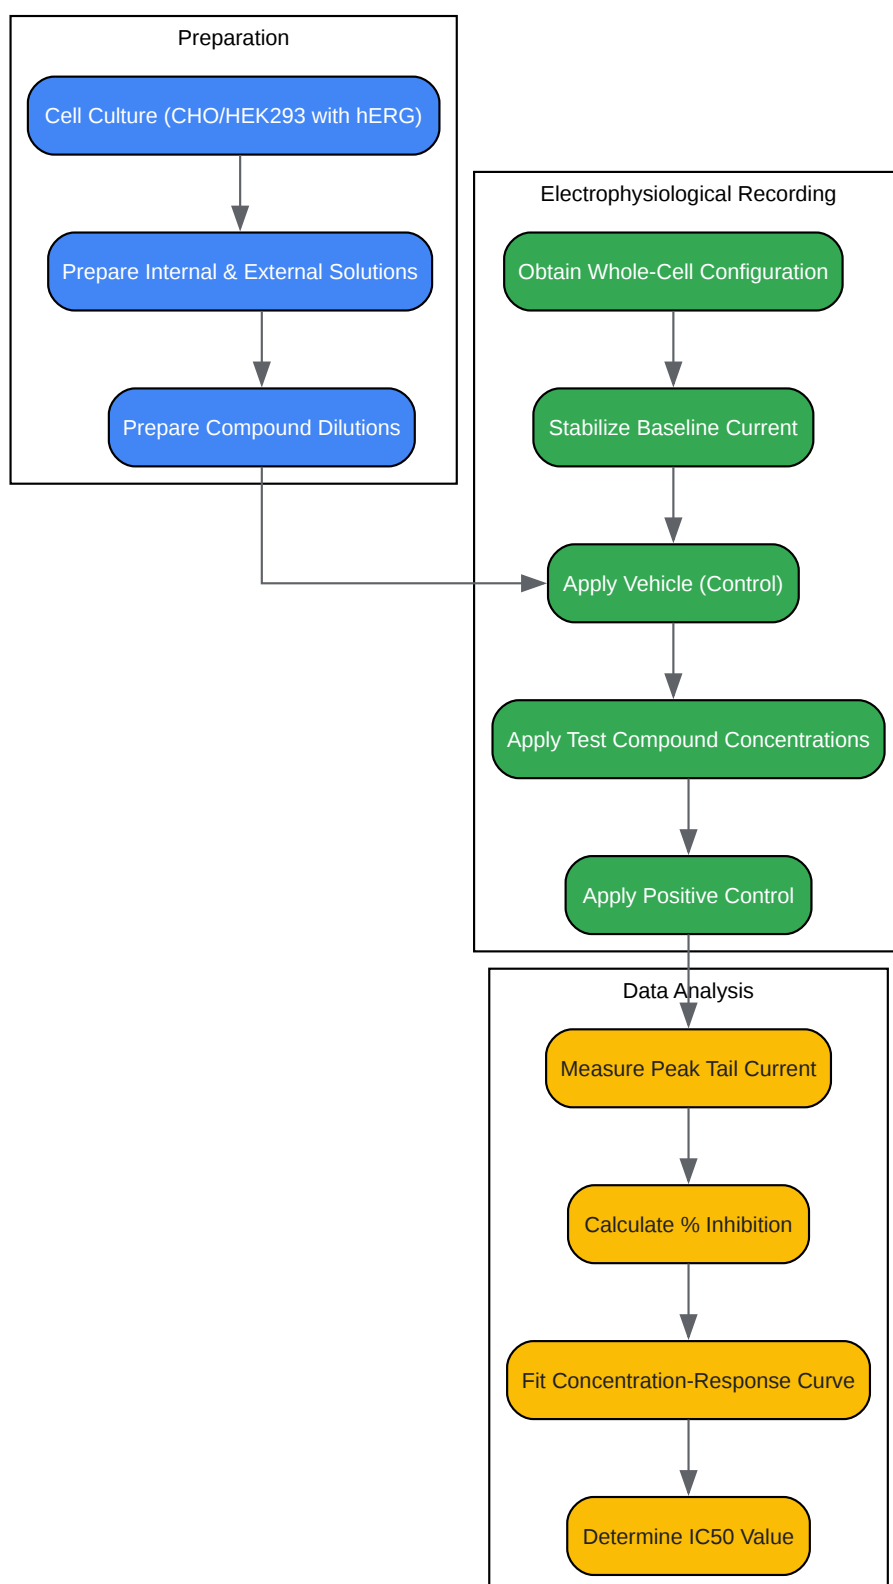 Preparation
Cell Culture (CHO/HEK293 with hERG)
Prepare Internal & External Solutions
Prepare Compound Dilutions
Electrophysiological Recording
Obtain Whole-Cell Configuration
Stabilize Baseline Current
Apply Vehicle (Control)
Apply Test Compound Concentrations
Apply Positive Control
Data Analysis
Measure Peak Tail Current
Calculate % Inhibition
Fit Concentration-Response Curve
Determine IC50 Value